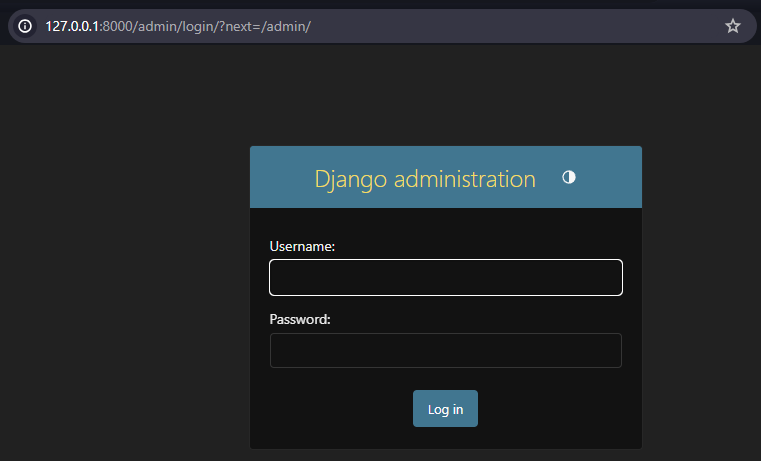 127.0.0.1:8000/admin/login/?next=/admin/
Django administration
Username:
Password:
Log in